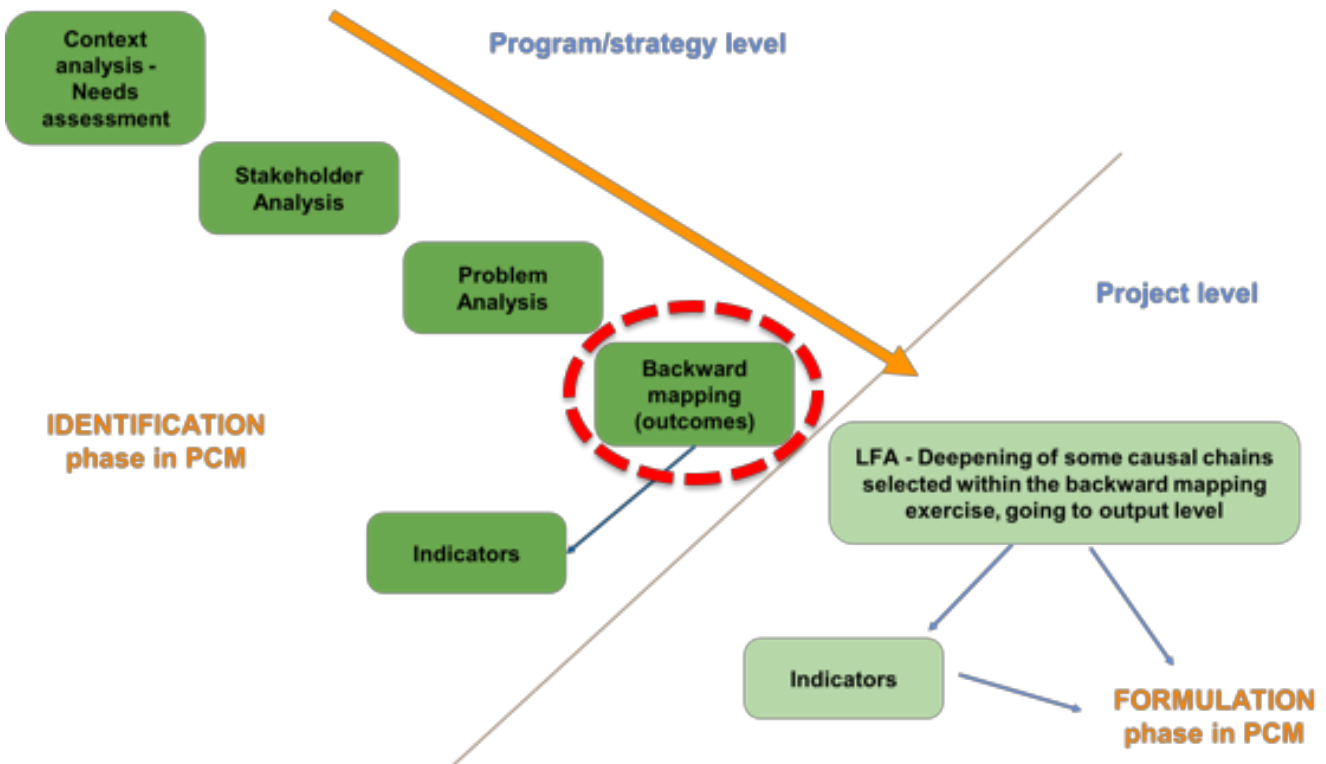 Context
analysis -
Needs
assessment
Program/strategy level
Stakeholder
Analysis
Problem
Analysis
Project level
Backward
mapping
(outcomes)
IDENTIFICATION
phase in PCM
LFA - Deepening of some causal chains
selected within the backward mapping
exercise, going to output level
Indicators
Indicators
FORMULATION
phase in PCM